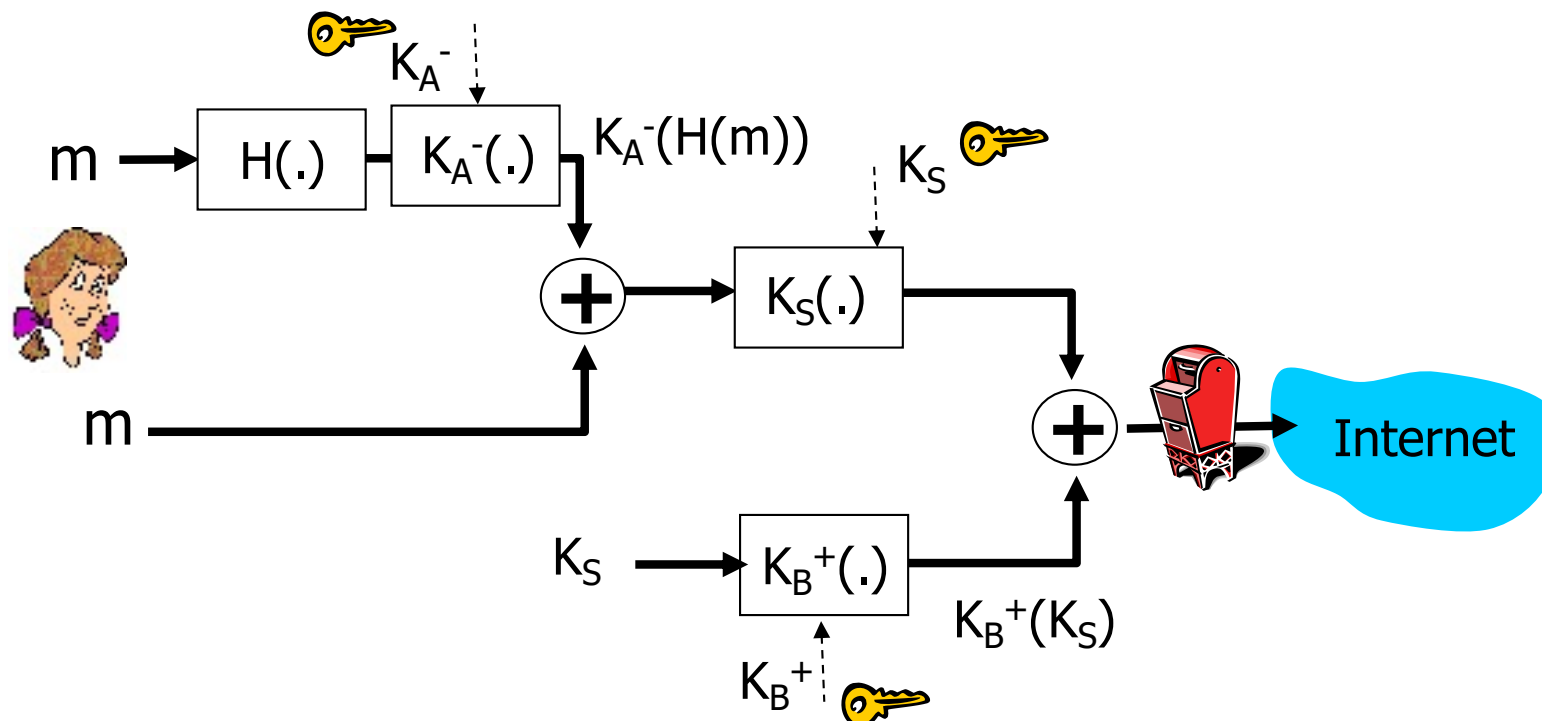 K_A^-
m
H(.)
K_A^-(.)
K_A^-(H(m))
K_S
+
K_S(.)
m
+
Internet
K_S
K_B^+(.)
K_B^+(K_S)
K_B^+